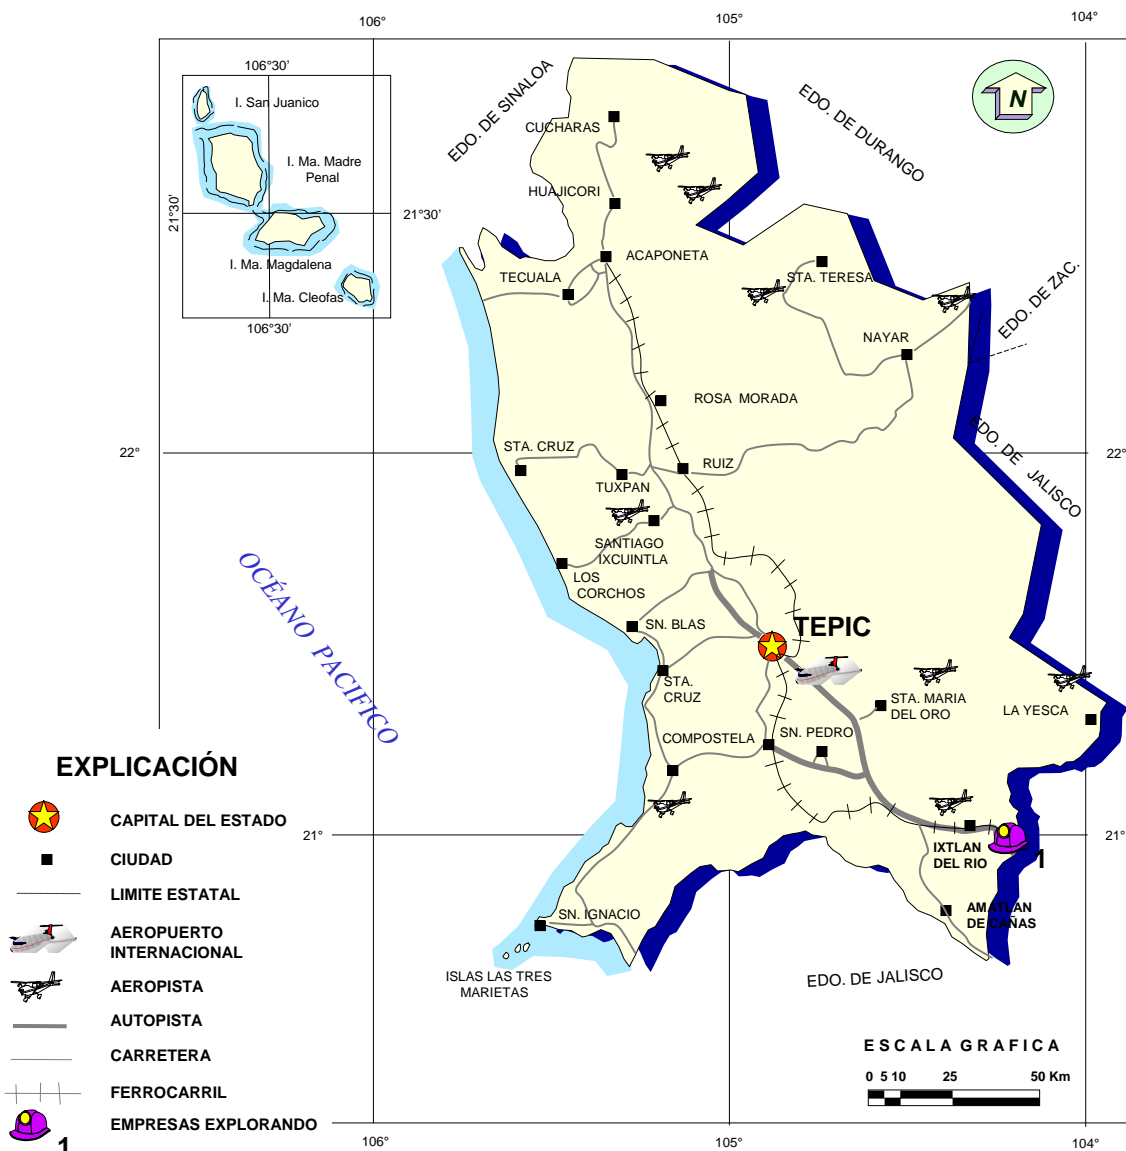 106°
105°
104°
106°30'
I. San Juanico
I. Ma. Madre
Penal
21°30'
21°30'
I. Ma. Magdalena
I. Ma. Cleofas
106°30'
EDO. DE SINALOA
EDO. DE DURANGO
N
CUCHARAS
HUAJICORI
ACAPONETA
TECUALA
STA. TERESA
EDO. DE ZAC.
NAYAR
ROSA MORADA
EDO. DE JALISCO
22°
22°
STA. CRUZ
RUIZ
TUXPAN
SANTIAGO
IXCUINTLA
LOS
CORCHOS
OCÉANO PACIFICO
SN. BLAS
TEPIC
STA.
CRUZ
STA. MARIA
DEL ORO
LA YESCA
COMPOSTELA
SN. PEDRO
21°
21°
IXTLAN
DEL RIO
1
AMATLAN
DE CAÑAS
SN. IGNACIO
ISLAS LAS TRES
MARIETAS
EDO. DE JALISCO
EXPLICACIÓN
CAPITAL DEL ESTADO
CIUDAD
LIMITE ESTATAL
AEROPUERTO
INTERNACIONAL
AEROPISTA
AUTOPISTA
CARRETERA
FERROCARRIL
EMPRESAS EXPLORANDO
1
ESCALA GRAFICA
0 5 10 25 50 Km
106°
105°
104°